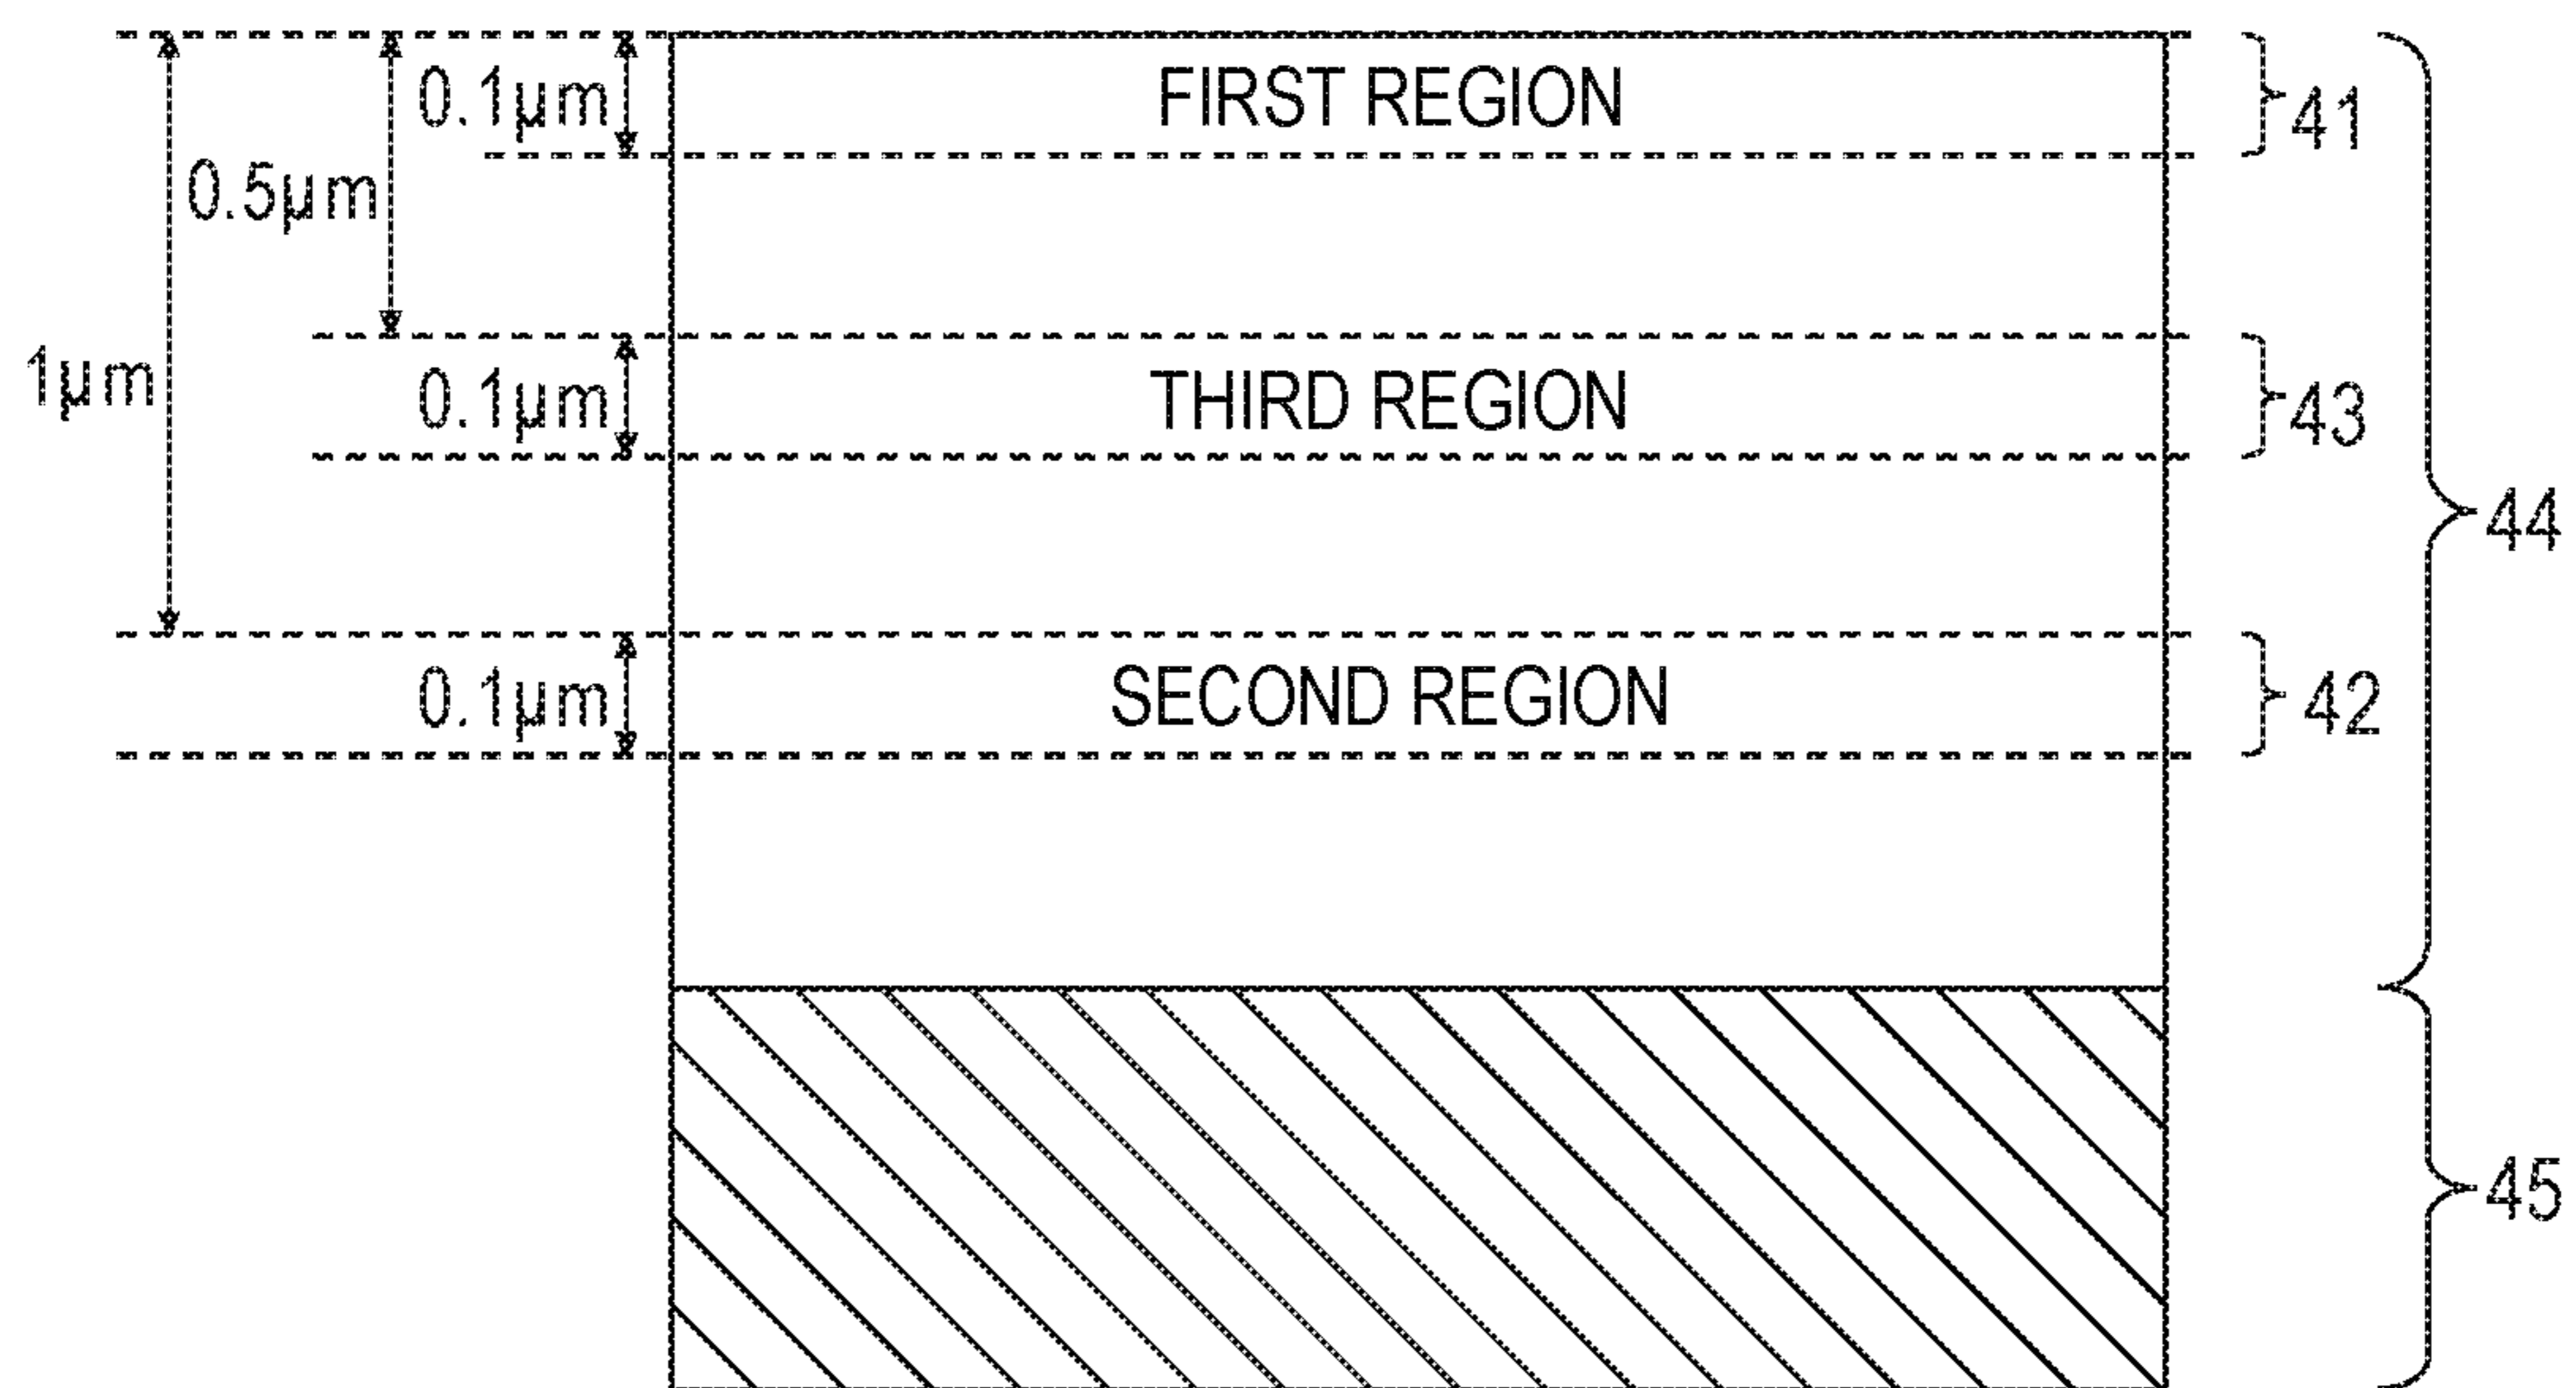 0.1µm
FIRST REGION
41
0.5µm
1µm
0.1µm
THIRD REGION
43
44
0.1µm
SECOND REGION
42
45